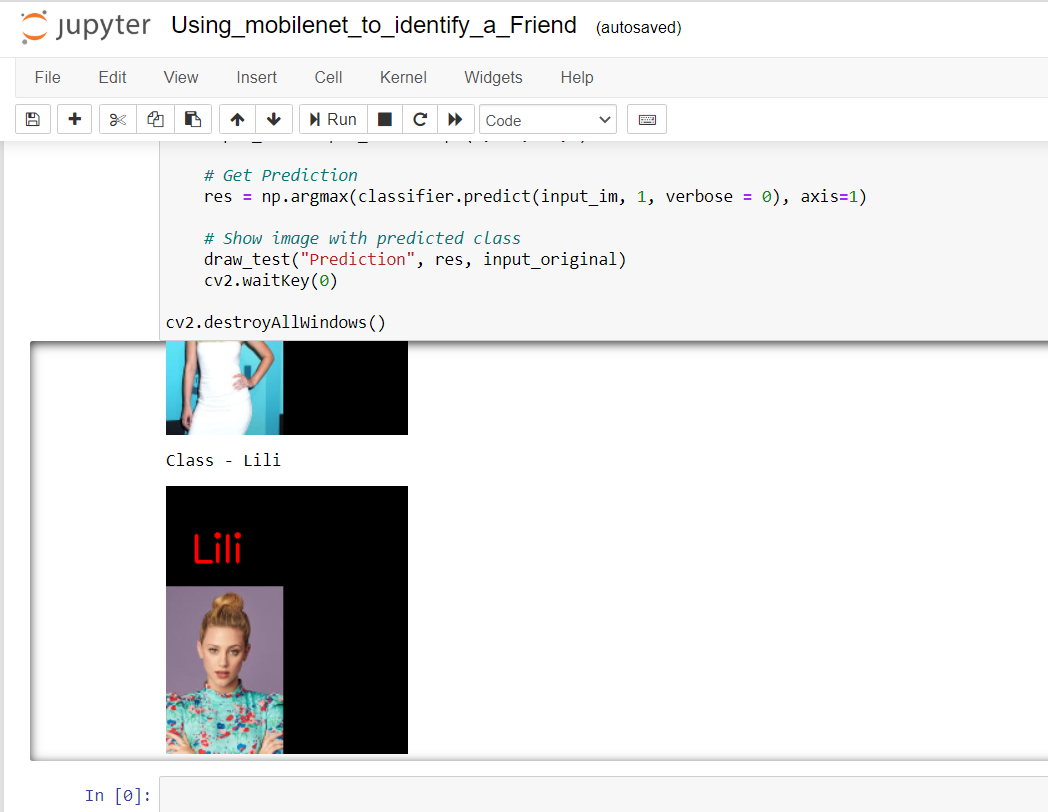 jupyter Using_mobilenet_to_identify_a_Friend (autosaved)
File Edit View Insert Cell Kernel Widgets Help
Run Code
# Get Prediction
res = np.argmax(classifier.predict(input_im, 1, verbose = 0), axis=1)
# Show image with predicted class
draw_test("Prediction", res, input_original)
cv2.waitKey(0)
cv2.destroyAllWindows()
Class - Lili
Lili
In [0]: